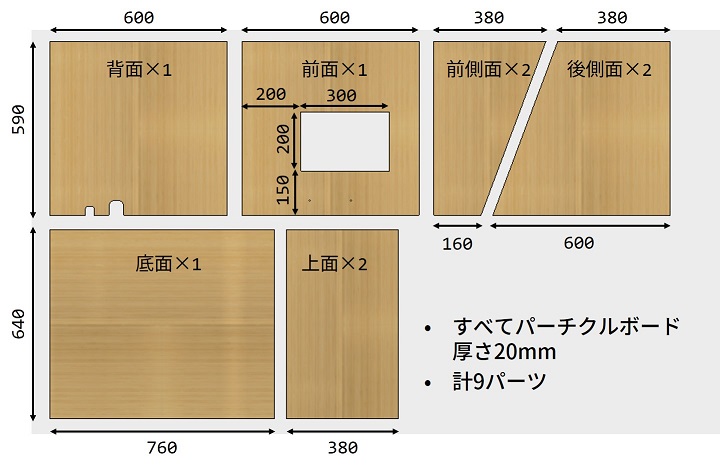 600
600
380
380
背面×1
前面×1
前側面×2
後側面×2
200
300
590
200
150
160
600
底面×1
上面×2
640
• すべてパーチクルボード
厚さ20mm
• 計9パーツ
760
380